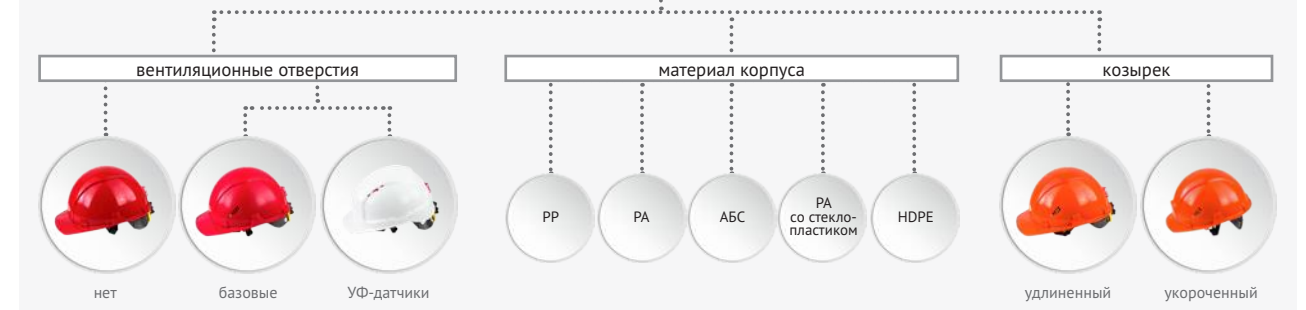 вентиляционные отверстия
материал корпуса
козырек
PP
PA
АБС
PA
со стекло-
пластиком
HDPE
нет
базовые
УФ-датчики
удлиненный
укороченный